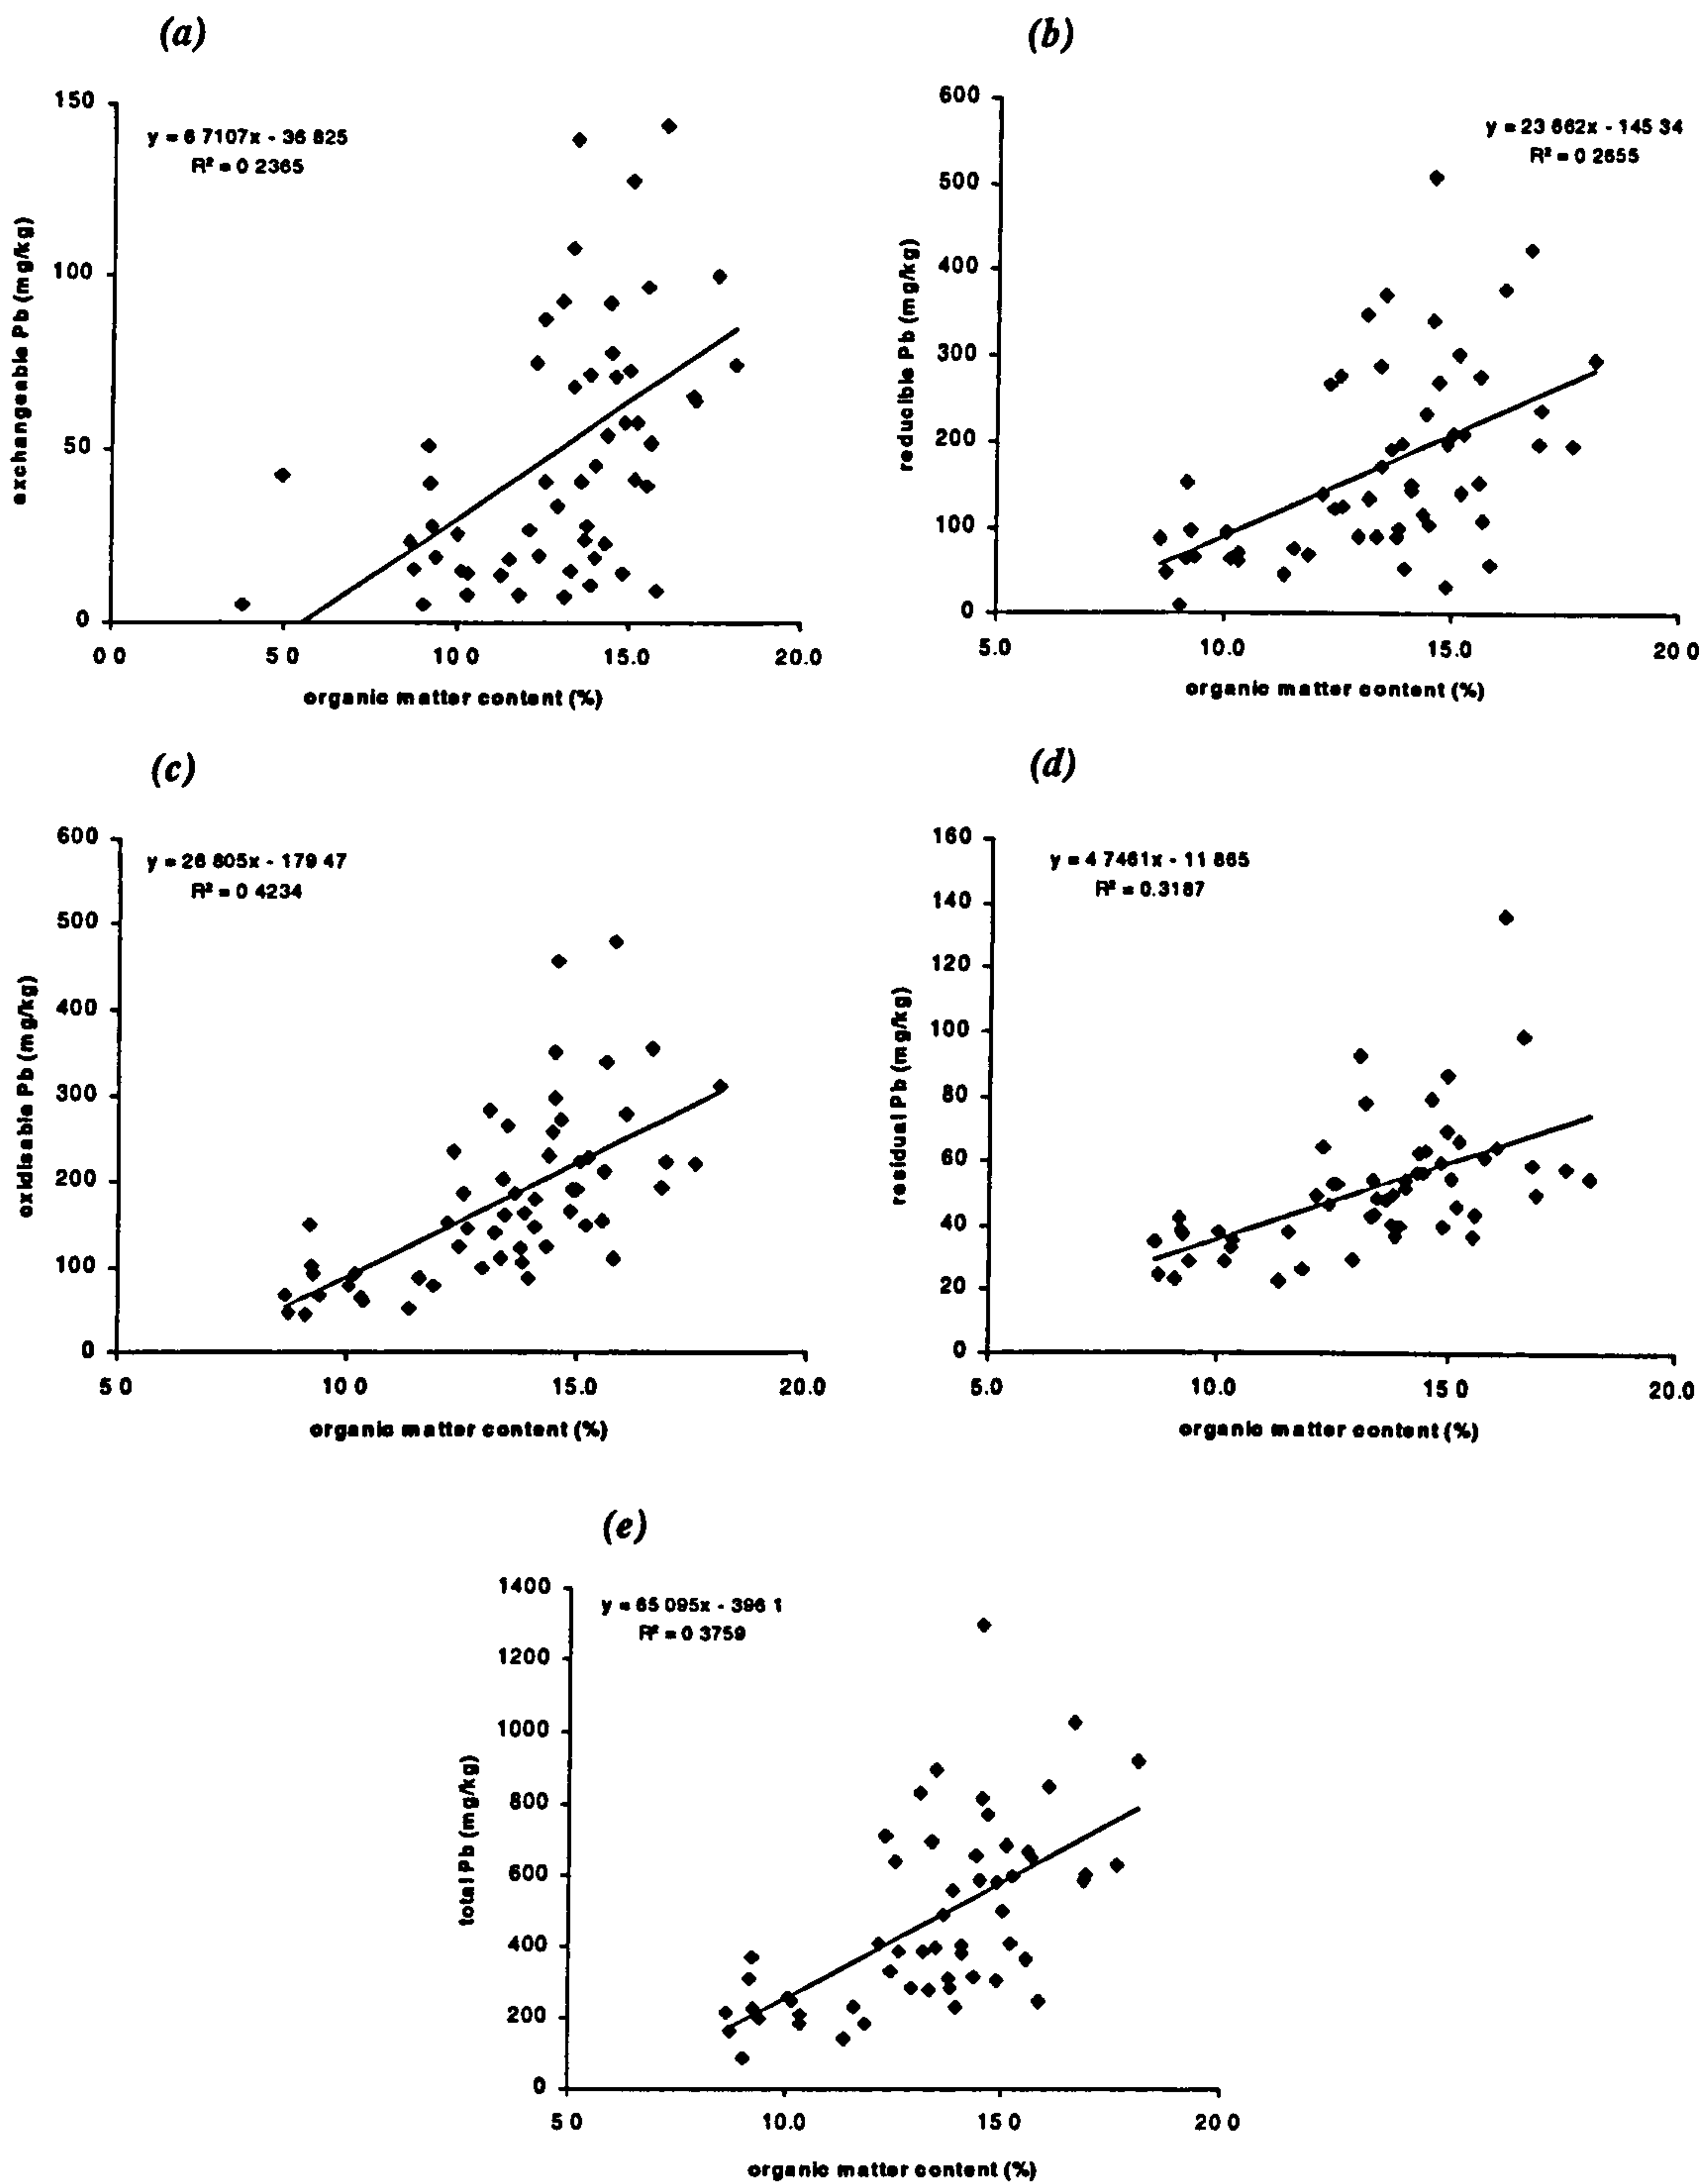 (a)
150
y = 6 7107x - 36 825
R² = 0 2365
100
50
0
exchangeable Pb (mg/kg)
0 0 5 0 10 0 15.0 20.0
organic matter content (%)
(b)
600
y = 23 662x - 145 34
R² = 0 2655
500
400
300
200
100
0
reducible Pb (mg/kg)
5.0 10.0 15.0 20 0
organic matter content (%)
(c)
600
y = 26 805x - 179 47
R² = 0 4234
500
400
300
200
100
0
oxidisable Pb (mg/kg)
5 0 10 0 15.0 20.0
organic matter content (%)
(d)
160
y = 4 7461x - 11 865
R² = 0.3187
140
120
100
80
60
40
20
0
residual Pb (mg/kg)
5.0 10.0 15 0 20.0
organic matter content (%)
(e)
1400
y = 65 095x - 396 1
R² = 0 3759
1200
1000
800
600
400
200
0
total Pb (mg/kg)
5 0 10.0 15 0 20 0
organic matter content (%)